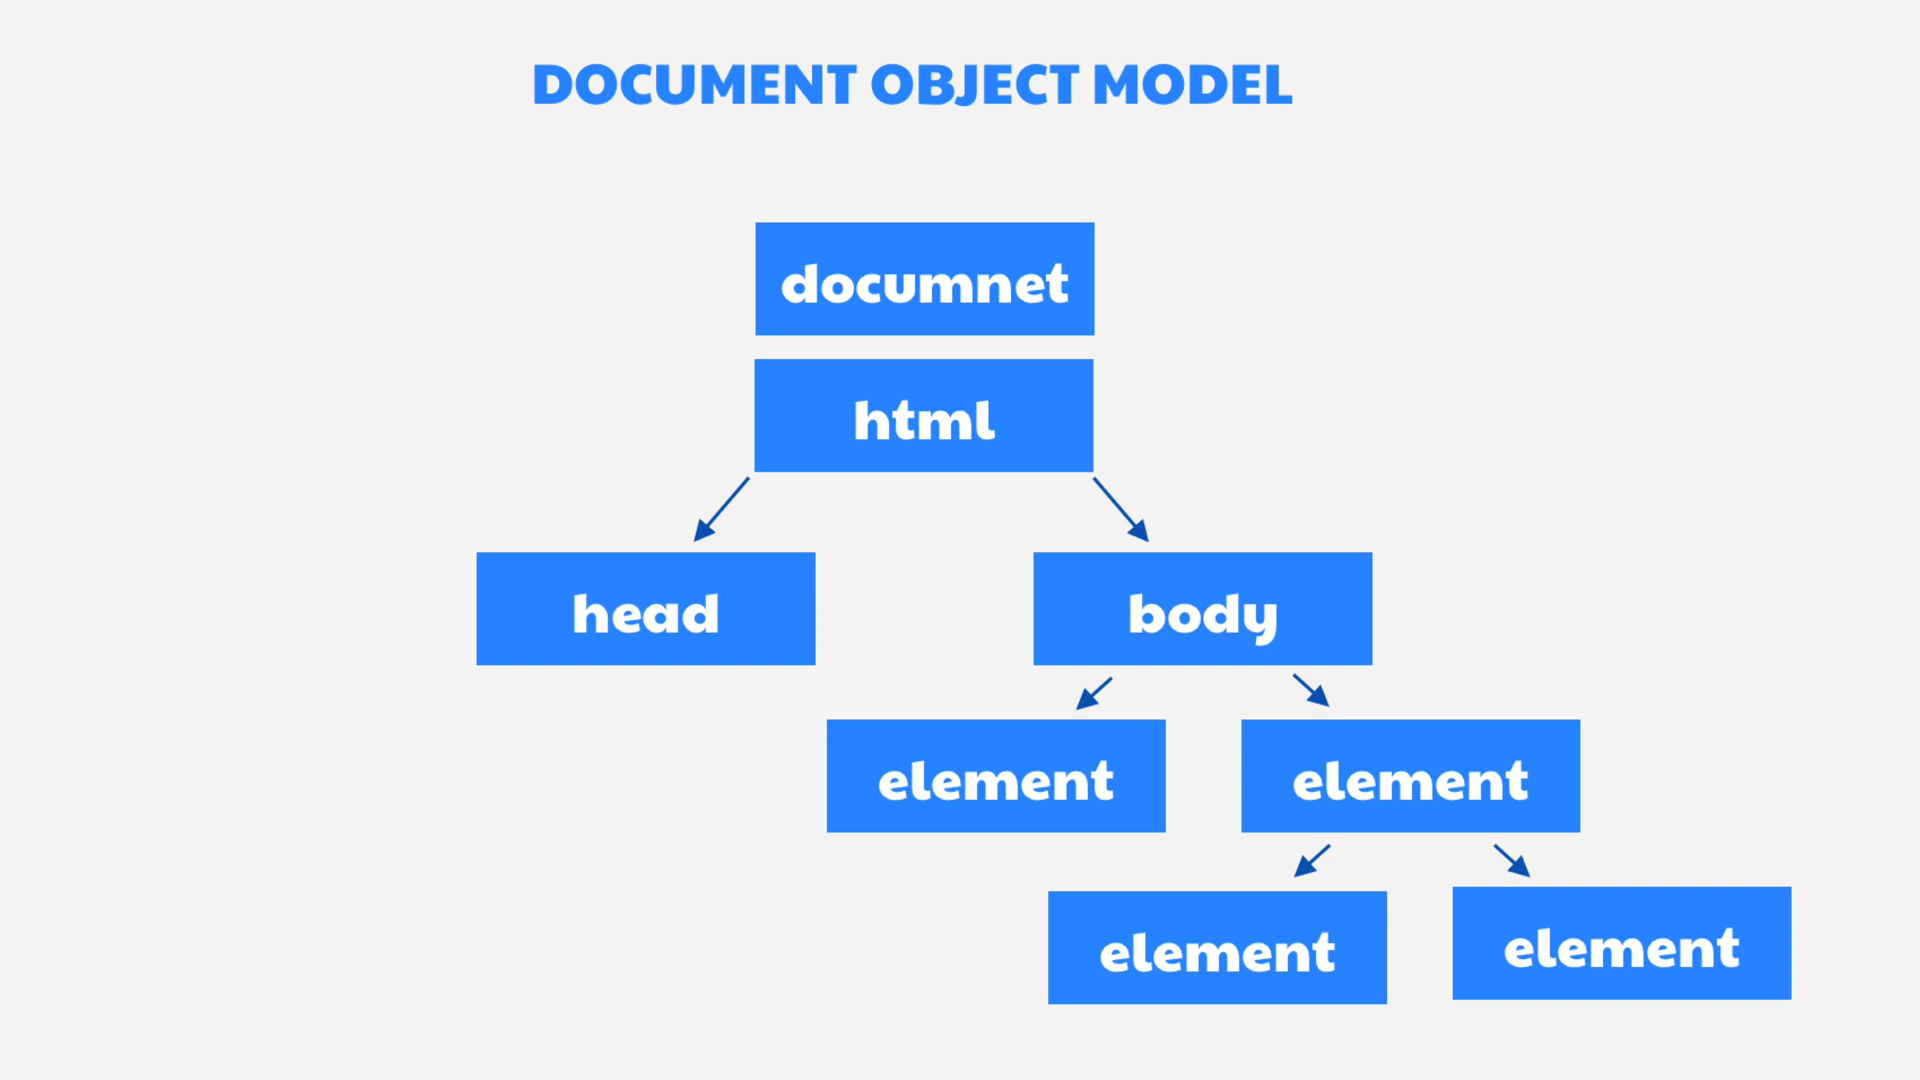 DOCUMENT OBJECT MODEL
documnet
html
head
body
element
element
element
element